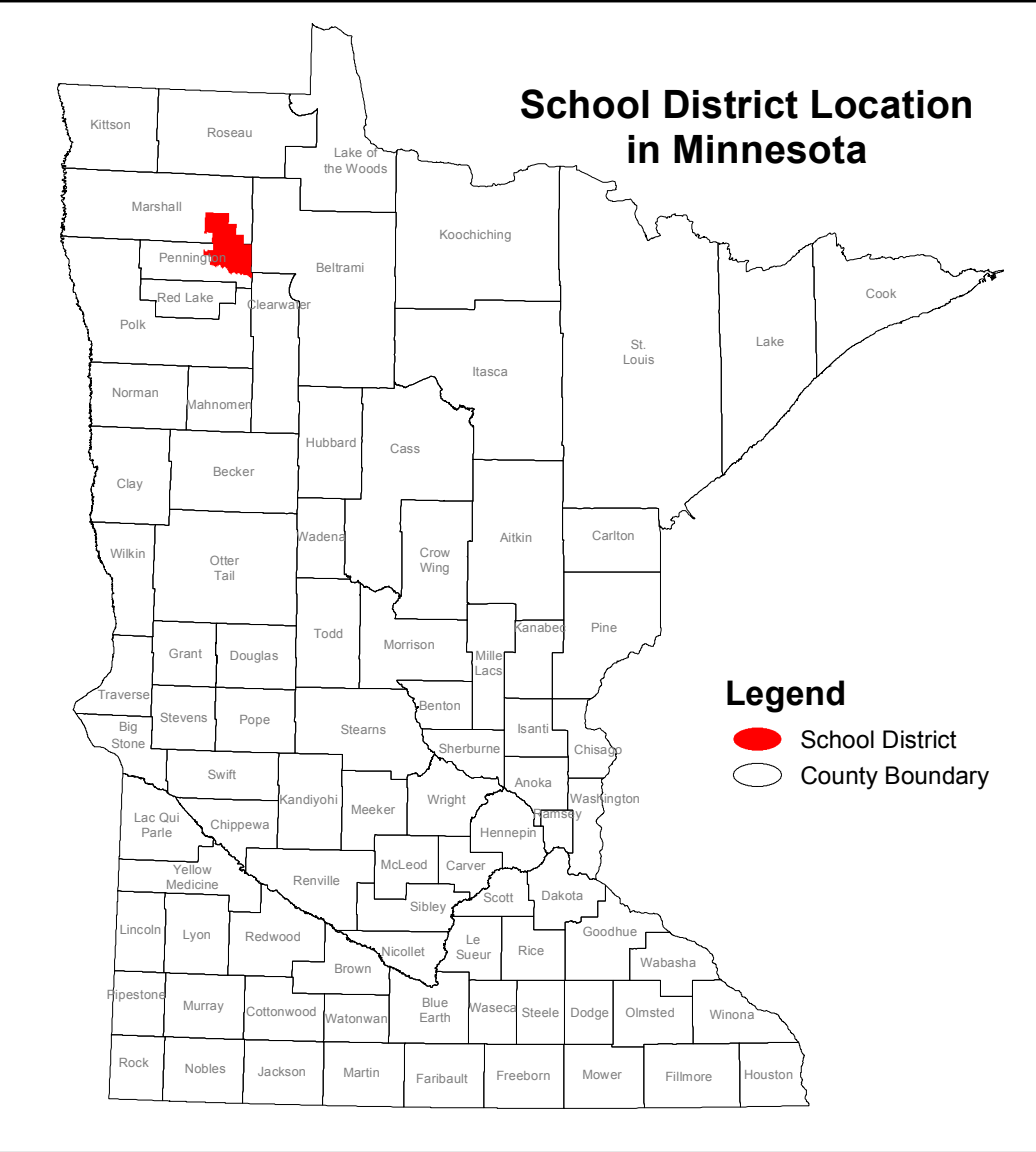 School District Location
in Minnesota
Kittson
Roseau
Lake of
the Woods
Marshall
Koochiching
Pennington
Beltrami
Red Lake
Clearwater
Polk
Cook
Lake
St.
Louis
Itasca
Norman
Mahnomen
Hubbard
Cass
Clay
Becker
Wadena
Aitkin
Carlton
Wilkin
Otter
Tail
Crow
Wing
Todd
Morrison
Kanabec
Pine
Grant
Douglas
Mille
Lacs
Traverse
Stevens
Pope
Stearns
Benton
Isanti
Big
Stone
Sherburne
Chisago
Legend
School District
County Boundary
Swift
Kandiyohi
Meeker
Wright
Anoka
Washington
Ramsey
Lac Qui
Parle
Chippewa
Hennepin
Yellow
Medicine
Renville
McLeod
Carver
Sibley
Scott
Dakota
Lincoln
Lyon
Redwood
Nicollet
Le
Sueur
Rice
Goodhue
Brown
Wabasha
Pipestone
Murray
Cottonwood
Watonwan
Blue
Earth
Waseca
Steele
Dodge
Olmsted
Winona
Rock
Nobles
Jackson
Martin
Faribault
Freeborn
Mower
Fillmore
Houston